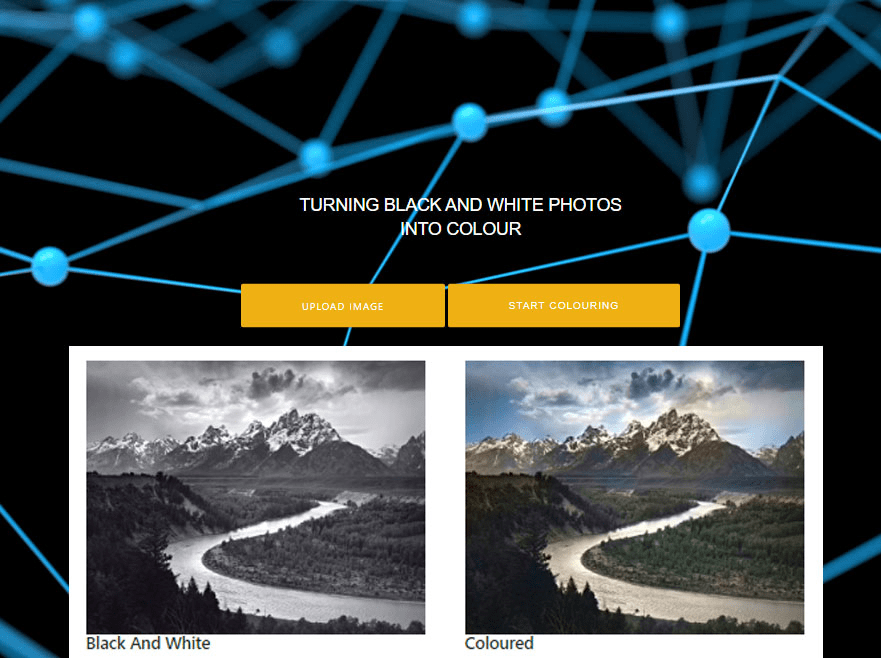 TURNING BLACK AND WHITE PHOTOS
INTO COLOUR
UPLOAD IMAGE
START COLOURING
Black And White
Coloured